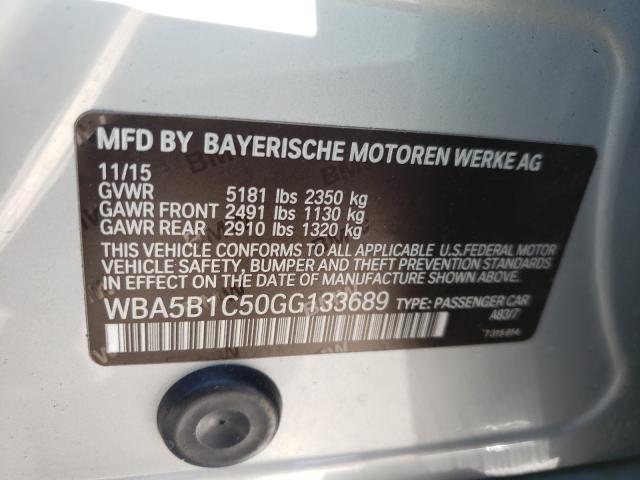 MFD BY BAYERISCHE MOTOREN WERKE AG
11/15
GVWR 5181 lbs 2350 kg
GAWR FRONT 2491 lbs 1130 kg
GAWR REAR 2910 lbs 1320 kg
THIS VEHICLE CONFORMS TO ALL APPLICABLE U.S.FEDERAL MOTOR
VEHICLE SAFETY, BUMPER AND THEFT PREVENTION STANDARDS
IN EFFECT ON THE DATE OF MANUFACTURE SHOWN ABOVE
WBA5B1C50GG133689 TYPE: PASSENGER CAR
A83/7